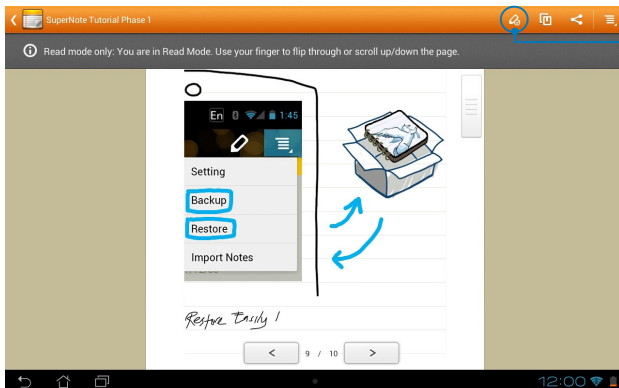 SuperNote Tutorial Phase 1
Read mode only: You are in Read Mode. Use your finger to flip through or scroll up/down the page.
En 1:45
Setting
Backup
Restore
Import Notes
Restore Easily !
< 9 / 10 >
12:00